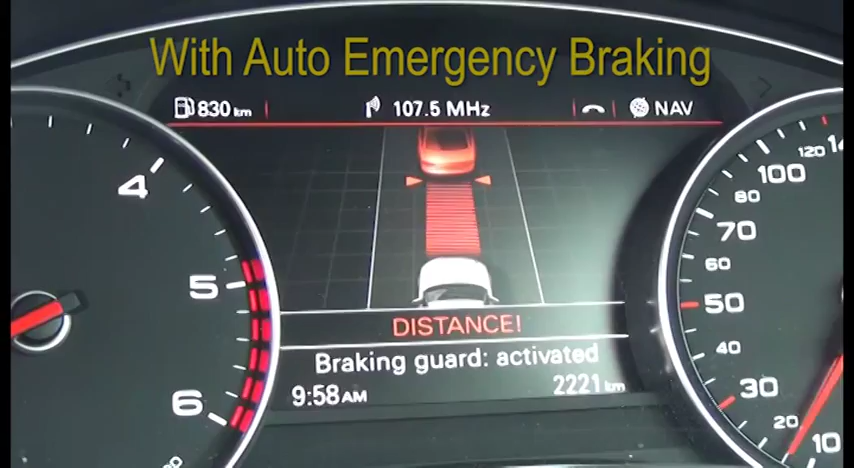 With Auto Emergency Braking
830 km
107.5 MHz
NAV
DISTANCE!
Braking guard: activated
9:58 AM
2221 km
4
5
6
120
100
80
70
60
50
40
30
20
10